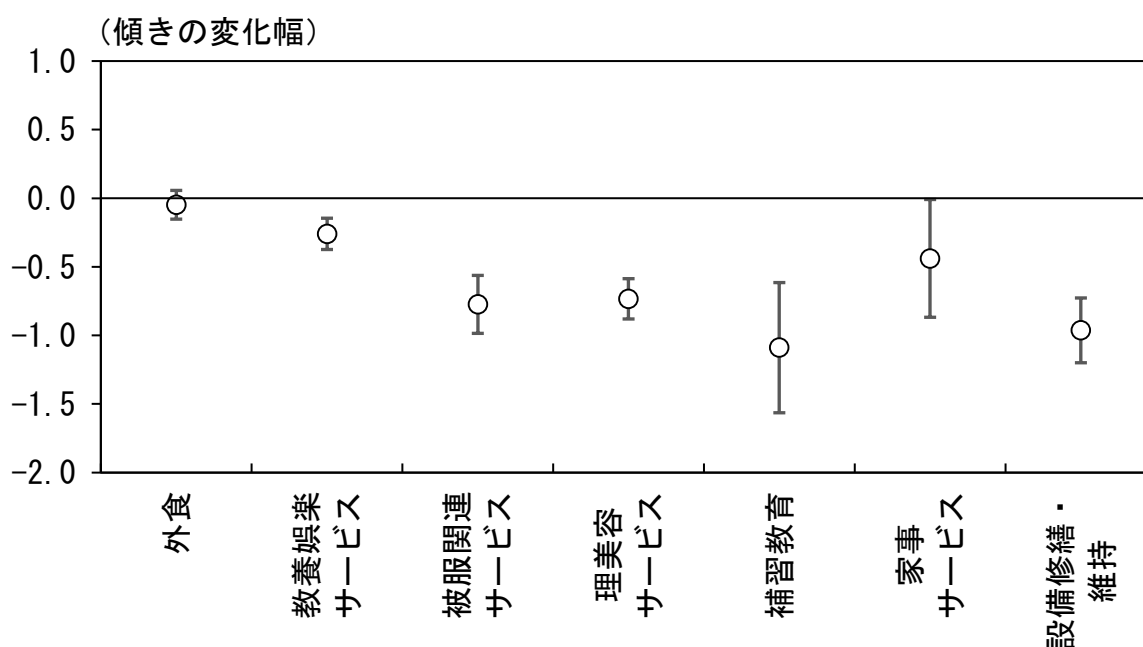 (傾きの変化幅)
1.0
0.5
0.0
-0.5
-1.0
-1.5
-2.0
外食
教養娯楽
サービス
被服関連
サービス
理美容
サービス
補習教育
家事
サービス
設備修繕・
維持